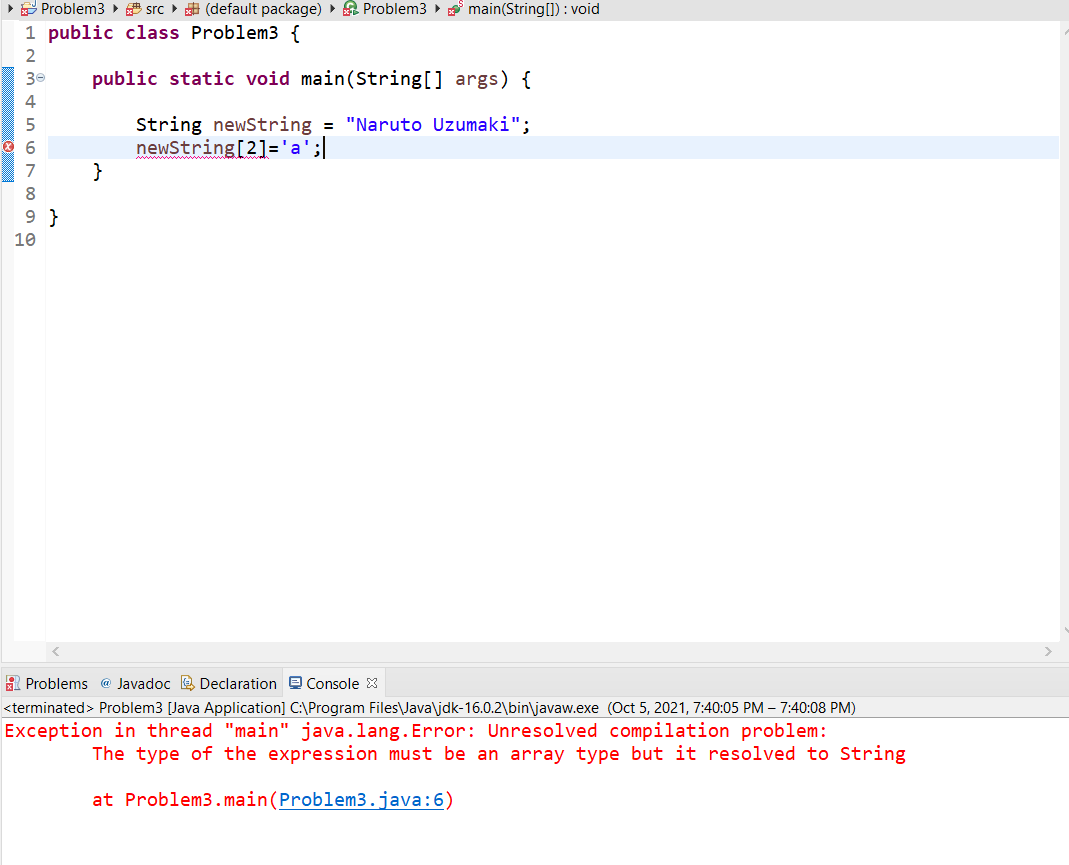 Problem3 src (default package) Problem3 main(String[]) : void
1 public class Problem3 {
2
3 public static void main(String[] args) {
4
5 String newString = "Naruto Uzumaki";
6 newString[2]='a';
7 }
8
9 }
10
Problems @ Javadoc Declaration Console
<terminated> Problem3 [Java Application] C:\Program Files\Java\jdk-16.0.2\bin\javaw.exe (Oct 5, 2021, 7:40:05 PM – 7:40:08 PM)
Exception in thread "main" java.lang.Error: Unresolved compilation problem:
The type of the expression must be an array type but it resolved to String
at Problem3.main(Problem3.java:6)